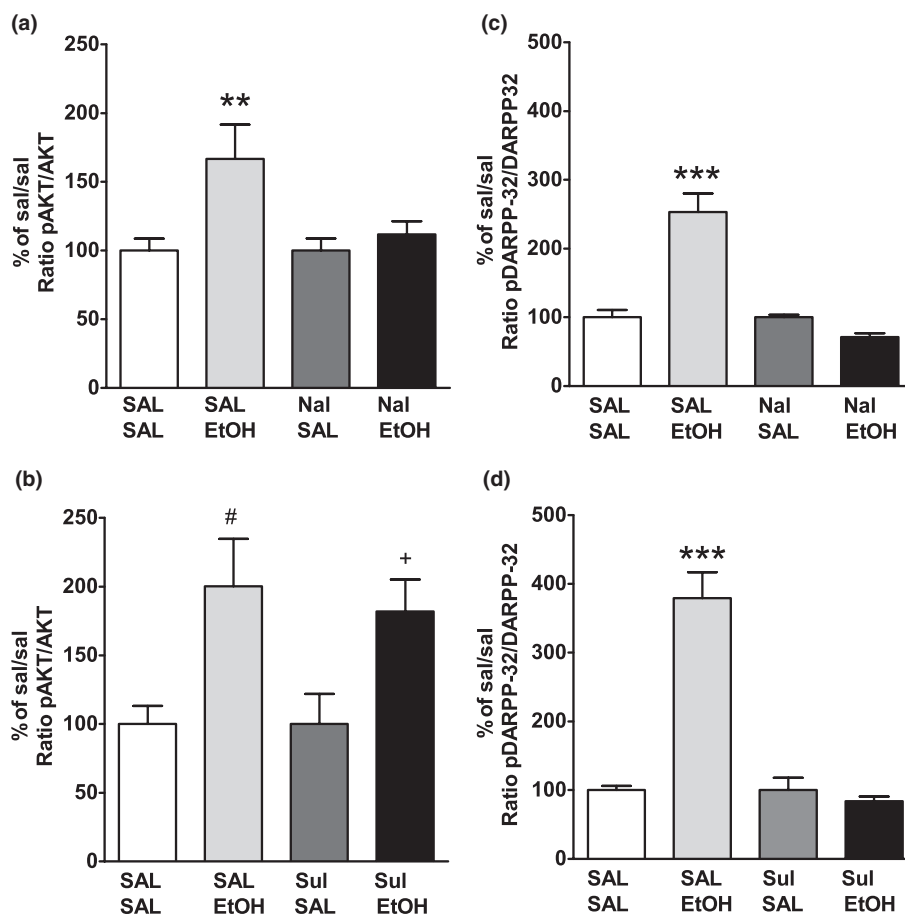 (a)
% of sal/sal
Ratio pAKT/AKT
250
200
150
100
50
0
**
SAL SAL Nal Nal
SAL EtOH SAL EtOH
(c)
% of sal/sal
Ratio pDARPP-32/DARPP32
500
400
300
200
100
0
***
SAL SAL Nal Nal
SAL EtOH SAL EtOH
(b)
% of sal/sal
Ratio pAKT/AKT
250
200
150
100
50
0
#
+
SAL SAL Sul Sul
SAL EtOH SAL EtOH
(d)
% of sal/sal
Ratio pDARPP-32/DARPP-32
500
400
300
200
100
0
***
SAL SAL Sul Sul
SAL EtOH SAL EtOH